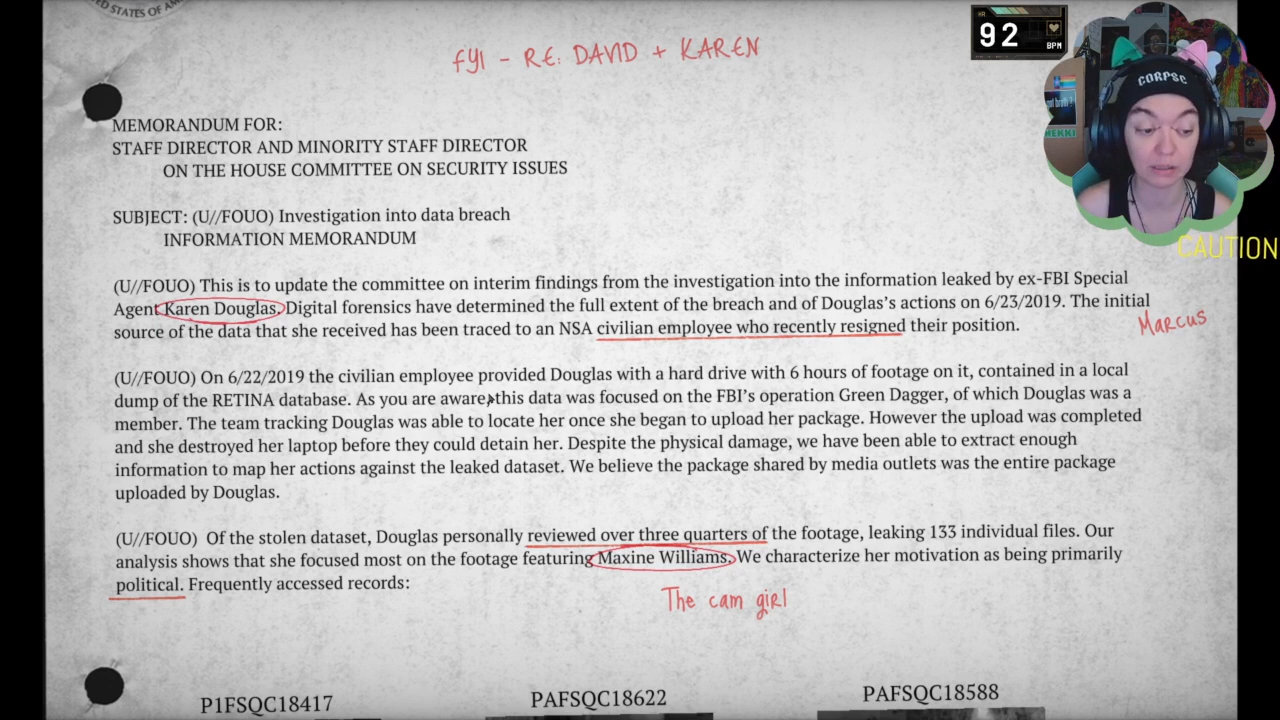 ED STATES OF AM
FYI - RE: DAVID + KAREN
HR
92
BPM
CORPSE
got broth?
HEKKI
CAUTION
MEMORANDUM FOR:
STAFF DIRECTOR AND MINORITY STAFF DIRECTOR
ON THE HOUSE COMMITTEE ON SECURITY ISSUES
SUBJECT: (U//FOUO) Investigation into data breach
INFORMATION MEMORANDUM
(U//FOUO) This is to update the committee on interim findings from the investigation into the information leaked by ex-FBI Special
Agent Karen Douglas. Digital forensics have determined the full extent of the breach and of Douglas's actions on 6/23/2019. The initial
source of the data that she received has been traced to an NSA civilian employee who recently resigned their position.
Marcus
(U//FOUO) On 6/22/2019 the civilian employee provided Douglas with a hard drive with 6 hours of footage on it, contained in a local
dump of the RETINA database. As you are aware, this data was focused on the FBI's operation Green Dagger, of which Douglas was a
member. The team tracking Douglas was able to locate her once she began to upload her package. However the upload was completed
and she destroyed her laptop before they could detain her. Despite the physical damage, we have been able to extract enough
information to map her actions against the leaked dataset. We believe the package shared by media outlets was the entire package
uploaded by Douglas.
(U//FOUO) Of the stolen dataset, Douglas personally reviewed over three quarters of the footage, leaking 133 individual files. Our
analysis shows that she focused most on the footage featuring Maxine Williams. We characterize her motivation as being primarily
political. Frequently accessed records:
The cam girl
P1FSQC18417
PAFSQC18622
PAFSQC18588